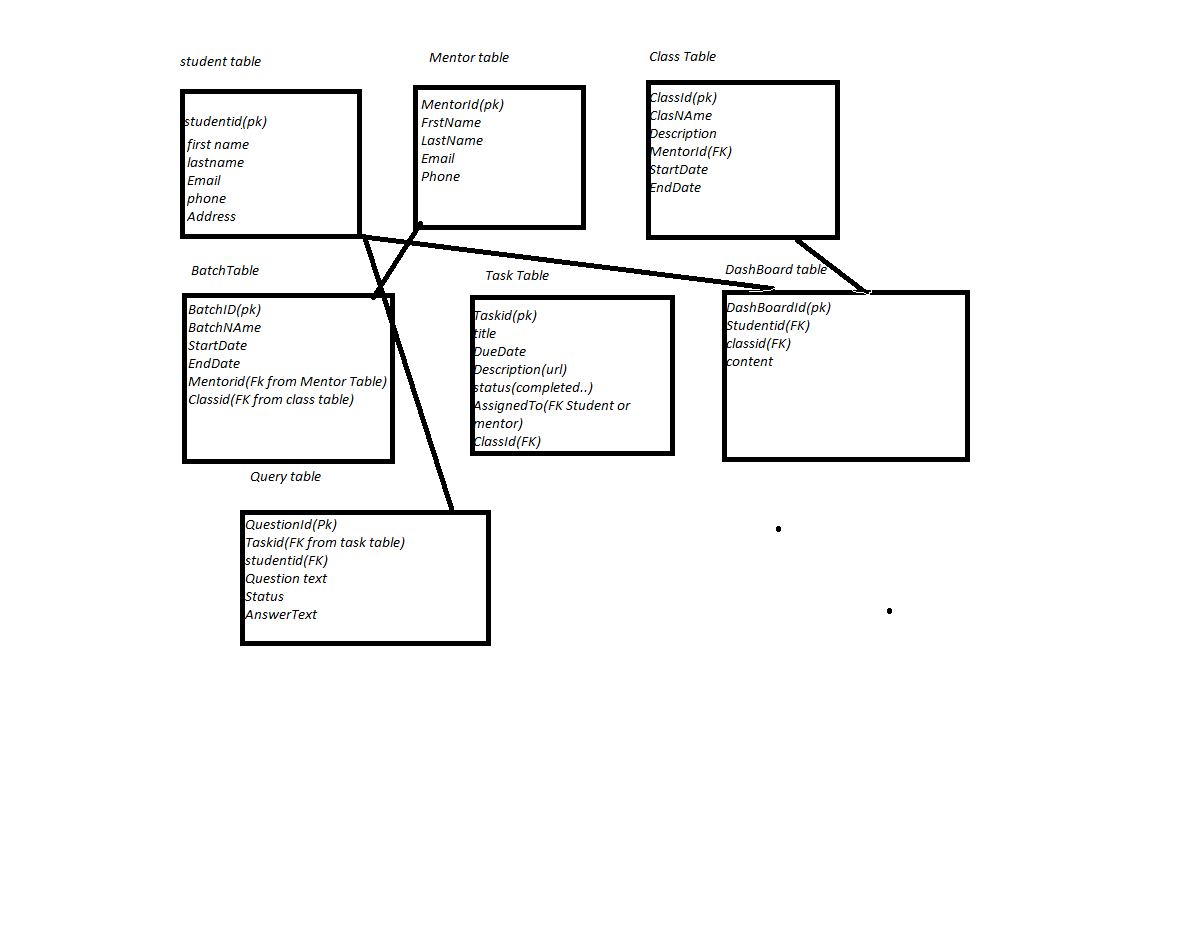 student table
studentid(pk)
first name
lastname
Email
phone
Address
Mentor table
MentorId(pk)
FrstName
LastName
Email
Phone
Class Table
ClassId(pk)
ClasNAme
Description
MentorId(FK)
StartDate
EndDate
BatchTable
BatchID(pk)
BatchNAme
StartDate
EndDate
Mentorid(Fk from Mentor Table)
Classid(FK from class table)
Task Table
Taskid(pk)
title
DueDate
Description(url)
status(completed..)
AssignedTo(FK Student or
mentor)
ClassId(FK)
DashBoard table
DashBoardId(pk)
Studentid(FK)
classid(FK)
content
Query table
QuestionId(Pk)
Taskid(FK from task table)
studentid(FK)
Question text
Status
AnswerText